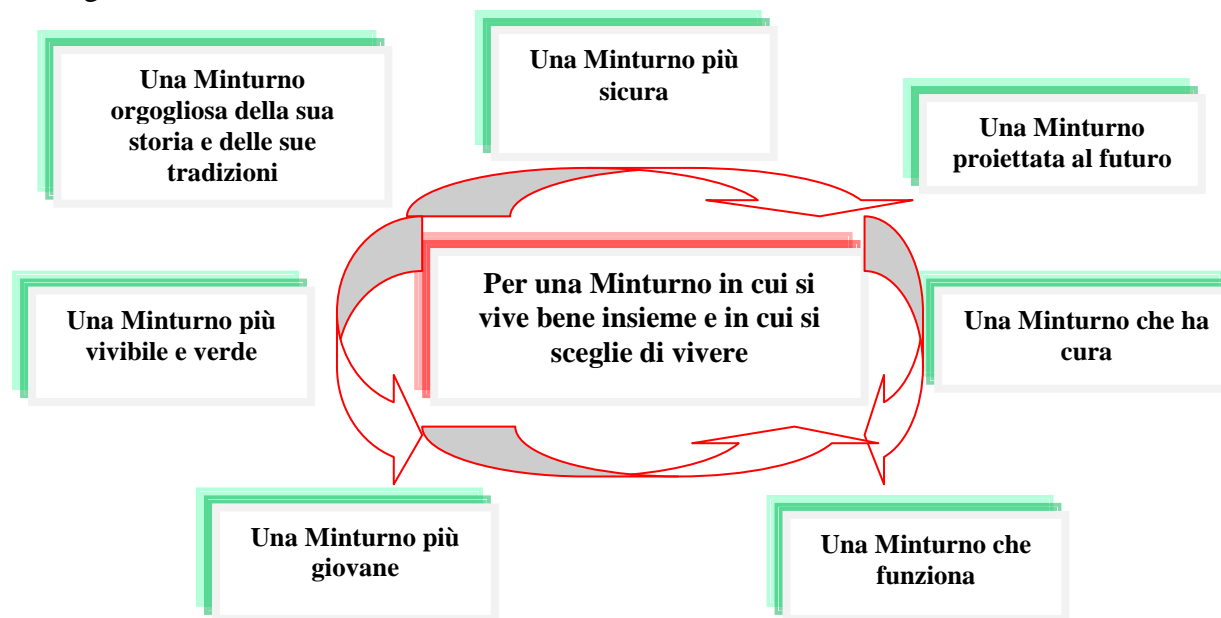 Una Minturno
orgogliosa della sua
storia e delle sue
tradizioni
Una Minturno più
sicura
Una Minturno
proiettata al futuro
Per una Minturno in cui si
vive bene insieme e in cui si
sceglie di vivere
Una Minturno più
vivibile e verde
Una Minturno che ha
cura
Una Minturno più
giovane
Una Minturno che
funziona